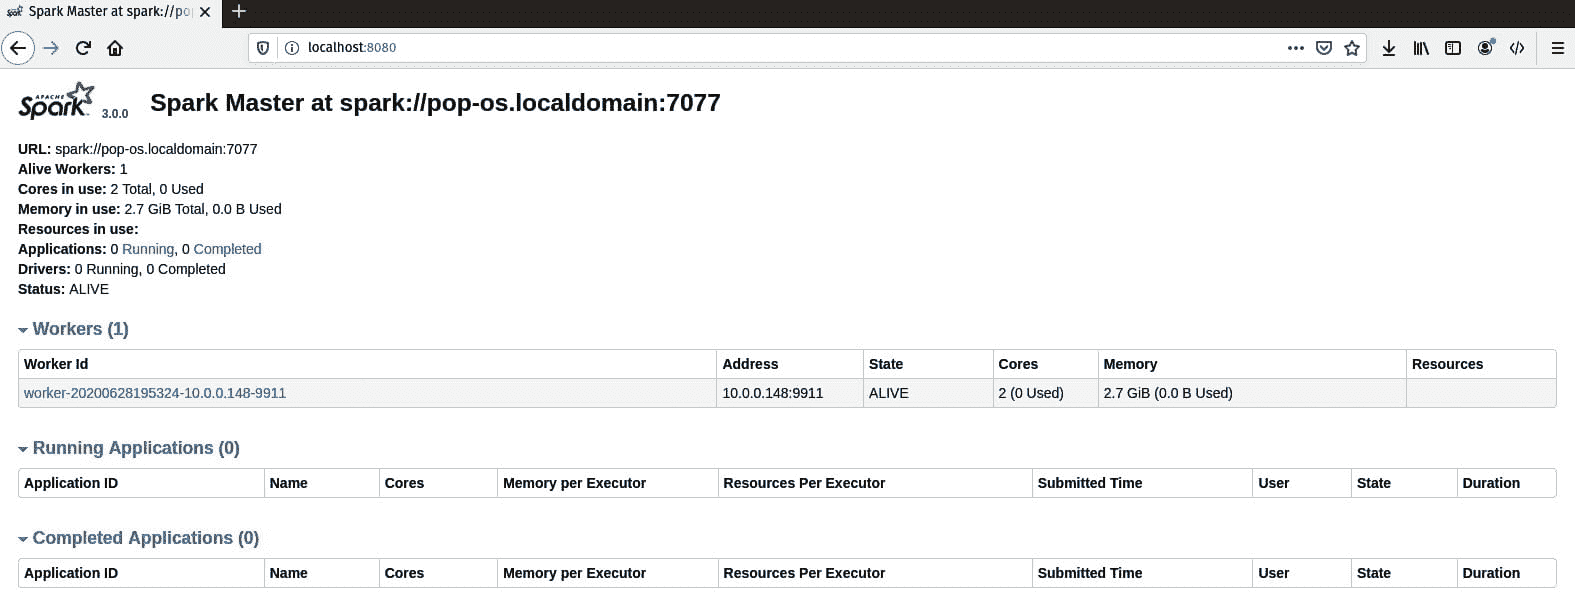 Spark Master at spark://po
localhost:8080
APACHE
Spark 3.0.0 Spark Master at spark://pop-os.localdomain:7077
URL: spark://pop-os.localdomain:7077
Alive Workers: 1
Cores in use: 2 Total, 0 Used
Memory in use: 2.7 GiB Total, 0.0 B Used
Resources in use:
Applications: 0 Running, 0 Completed
Drivers: 0 Running, 0 Completed
Status: ALIVE
Workers (1)
Worker Id Address State Cores Memory Resources
worker-20200628195324-10.0.0.148-9911 10.0.0.148:9911 ALIVE 2 (0 Used) 2.7 GiB (0.0 B Used)
Running Applications (0)
Application ID Name Cores Memory per Executor Resources Per Executor Submitted Time User State Duration
Completed Applications (0)
Application ID Name Cores Memory per Executor Resources Per Executor Submitted Time User State Duration